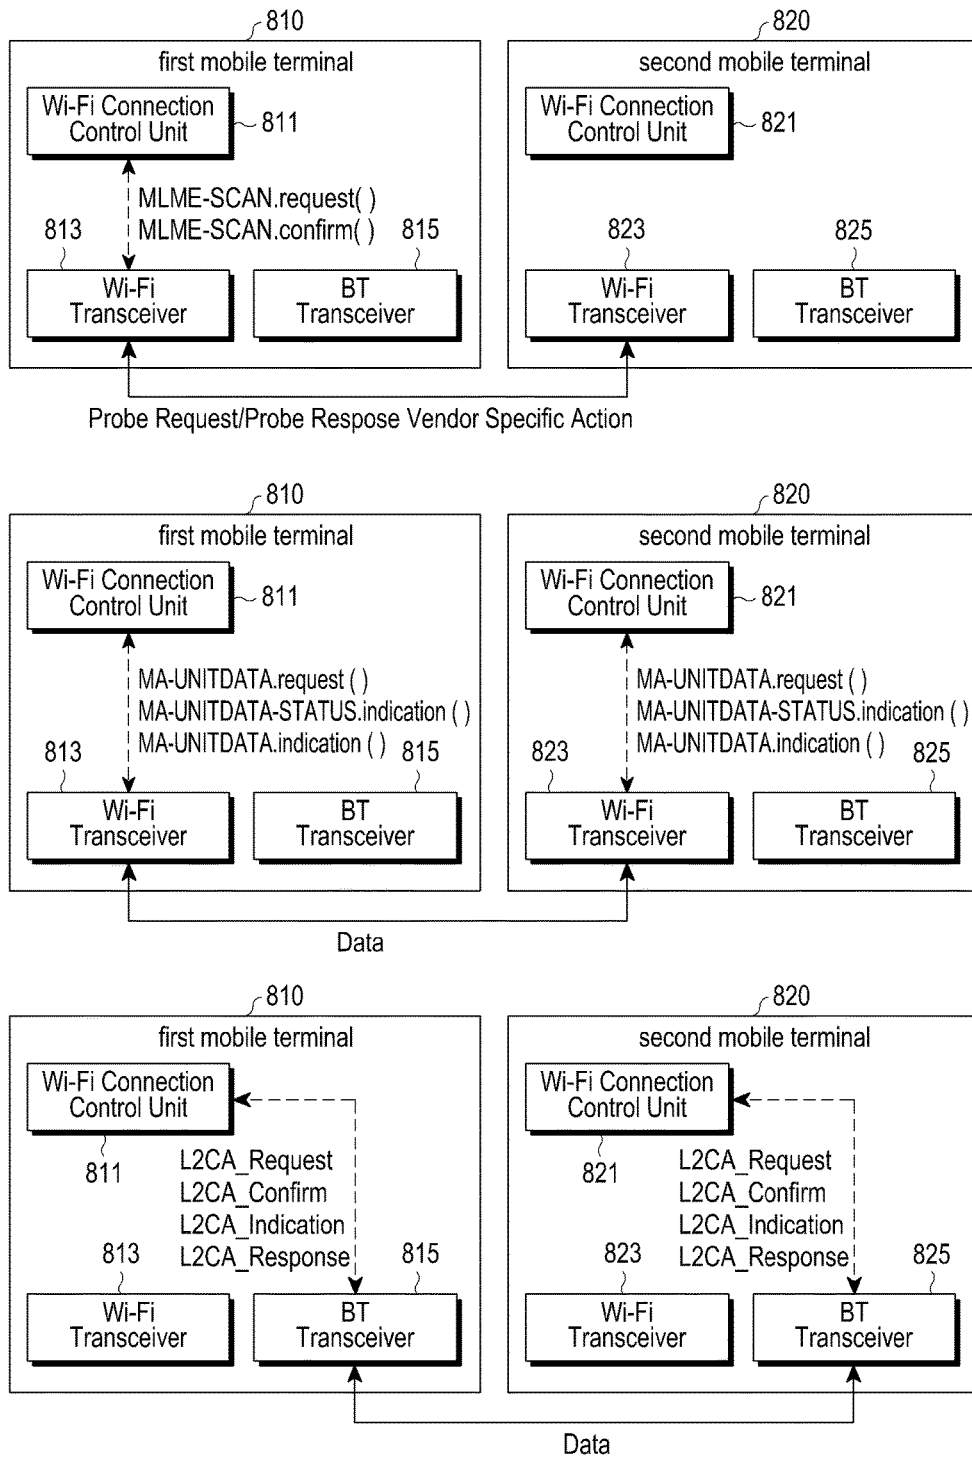 810
820
first mobile terminal
second mobile terminal
Wi-Fi Connection
Control Unit
811
Wi-Fi Connection
Control Unit
821
MLME-SCAN.request( )
MLME-SCAN.confirm( )
813
815
823
825
Wi-Fi
Transceiver
BT
Transceiver
Wi-Fi
Transceiver
BT
Transceiver
Probe Request/Probe Respose Vendor Specific Action
810
820
first mobile terminal
second mobile terminal
Wi-Fi Connection
Control Unit
811
Wi-Fi Connection
Control Unit
821
MA-UNITDATA.request ( )
MA-UNITDATA-STATUS.indication ( )
MA-UNITDATA.indication ( )
MA-UNITDATA.request ( )
MA-UNITDATA-STATUS.indication ( )
MA-UNITDATA.indication ( )
813
815
823
825
Wi-Fi
Transceiver
BT
Transceiver
Wi-Fi
Transceiver
BT
Transceiver
Data
810
820
first mobile terminal
second mobile terminal
Wi-Fi Connection
Control Unit
811
Wi-Fi Connection
Control Unit
821
L2CA_Request
L2CA_Confirm
L2CA_Indication
L2CA_Response
L2CA_Request
L2CA_Confirm
L2CA_Indication
L2CA_Response
813
815
823
825
Wi-Fi
Transceiver
BT
Transceiver
Wi-Fi
Transceiver
BT
Transceiver
Data